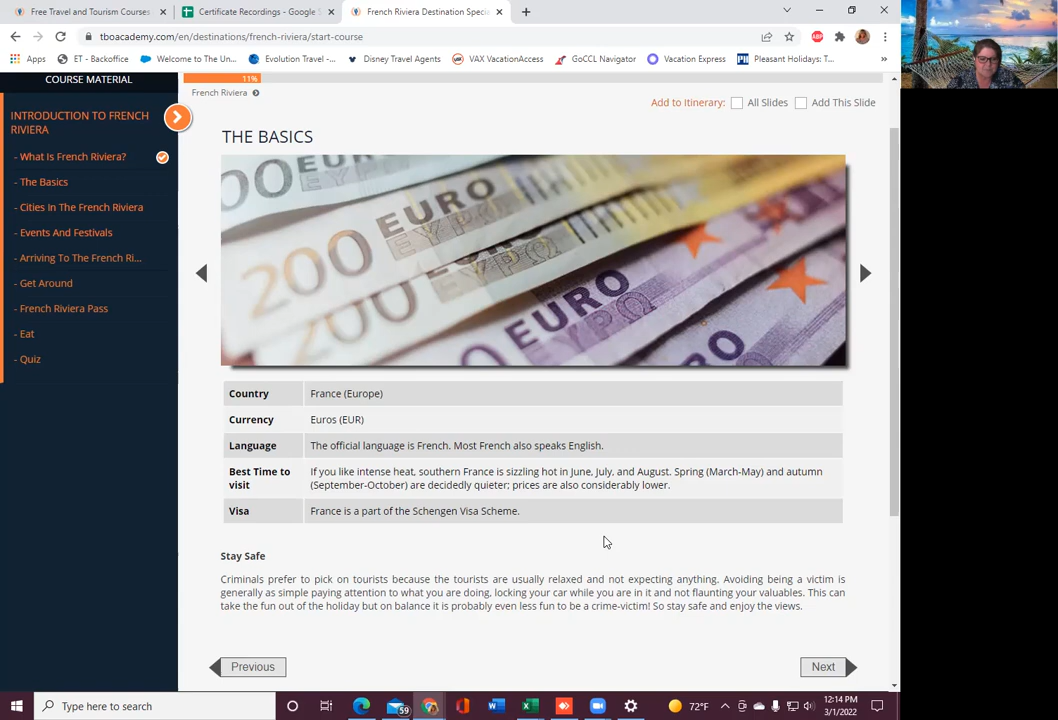 Free Travel and Tourism Courses
Certificate Recordings - Google S
French Riviera Destination Speci
tboacademy.com/en/destinations/french-riviera/start-course
ABP
Apps
ET - Backoffice
Welcome to The Un...
Evolution Travel -...
Disney Travel Agents
VAX VacationAccess
GoCCL Navigator
Vacation Express
Pleasant Holidays: T...
COURSE MATERIAL
11%
French Riviera
Add to Itinerary:
All Slides
Add This Slide
INTRODUCTION TO FRENCH
RIVIERA
- What Is French Riviera?
- The Basics
- Cities In The French Riviera
- Events And Festivals
- Arriving To The French Ri...
- Get Around
- French Riviera Pass
- Eat
- Quiz
THE BASICS
00 EURO
EYPΩ
200 EURO
EYPΩ
200
EURO
EYPΩ
EURO
EYPΩ
Country France (Europe)
Currency Euros (EUR)
Language The official language is French. Most French also speaks English.
Best Time to visit If you like intense heat, southern France is sizzling hot in June, July, and August. Spring (March-May) and autumn
(September-October) are decidedly quieter; prices are also considerably lower.
Visa France is a part of the Schengen Visa Scheme.
Stay Safe
Criminals prefer to pick on tourists because the tourists are usually relaxed and not expecting anything. Avoiding being a victim is
generally as simple paying attention to what you are doing, locking your car while you are in it and not flaunting your valuables. This can
take the fun out of the holiday but on balance it is probably even less fun to be a crime-victim! So stay safe and enjoy the views.
Previous
Next
Type here to search
59
72°F
12:14 PM
3/1/2022